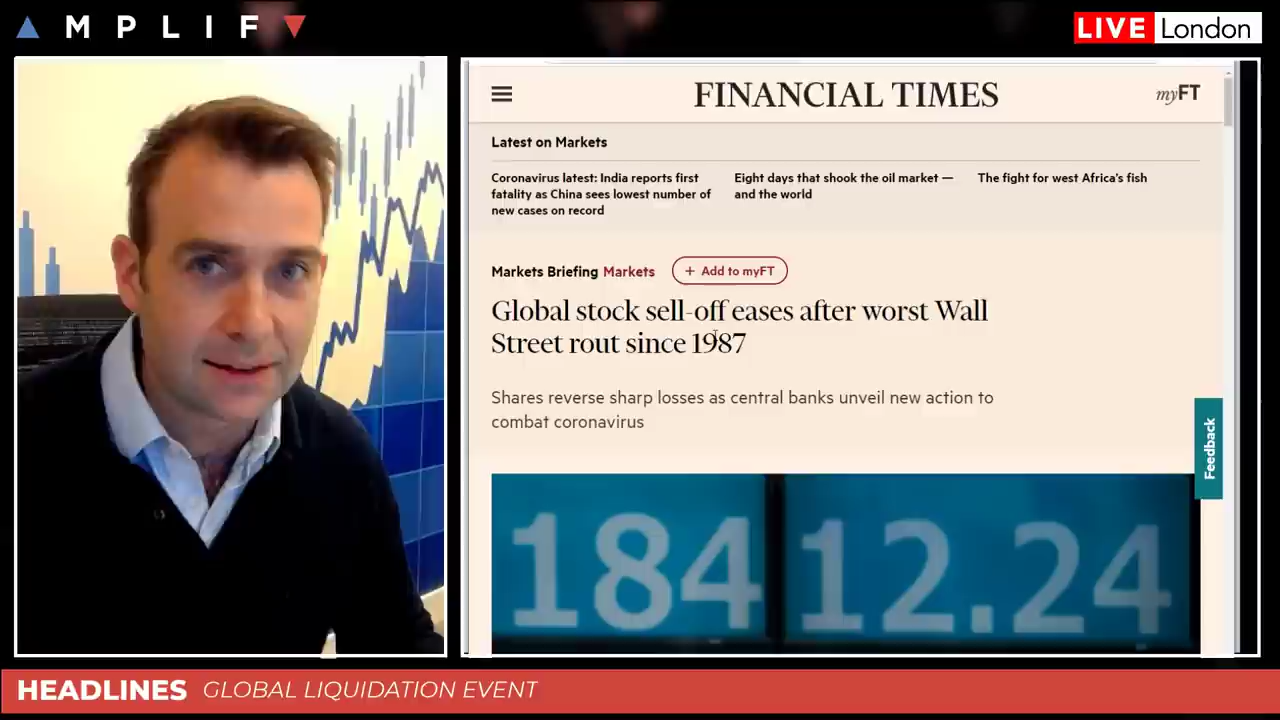 MPLIF
LIVE London
FINANCIAL TIMES
myFT
Latest on Markets
Coronavirus latest: India reports first
fatality as China sees lowest number of
new cases on record
Eight days that shook the oil market —
and the world
The fight for west Africa's fish
Markets Briefing Markets
+ Add to myFT
Global stock sell-off eases after worst Wall
Street rout since 1987
Shares reverse sharp losses as central banks unveil new action to
combat coronavirus
Feedback
184 12.24
HEADLINES GLOBAL LIQUIDATION EVENT